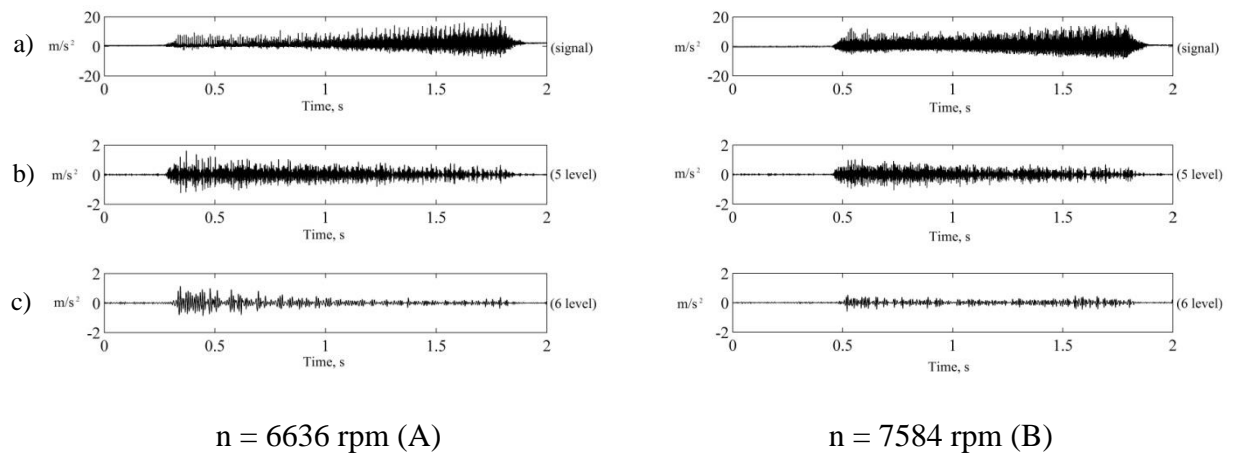 20
a) m/s² 0 (signal)
-20
0 0.5 1 1.5 2
Time, s
2
b) m/s² 0 (5 level)
-2
0 0.5 1 1.5 2
Time, s
2
c) m/s² 0 (6 level)
-2
0 0.5 1 1.5 2
Time, s
n = 6636 rpm (A)
20
m/s² 0 (signal)
-20
0 0.5 1 1.5 2
Time, s
2
m/s² 0 (5 level)
-2
0 0.5 1 1.5 2
Time, s
2
m/s² 0 (6 level)
-2
0 0.5 1 1.5 2
Time, s
n = 7584 rpm (B)